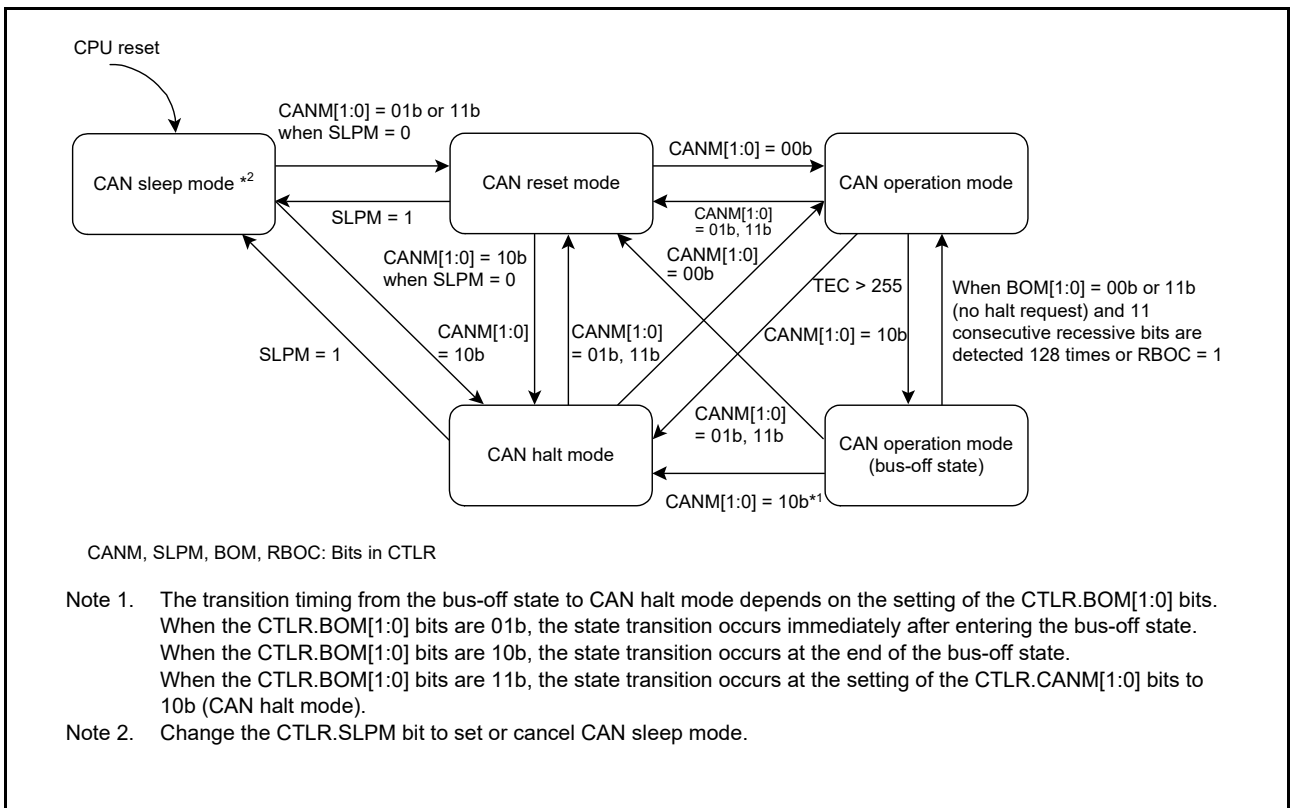 CPU reset
CANM[1:0] = 01b or 11b
when SLPM = 0
CANM[1:0] = 00b
CAN sleep mode *2
CAN reset mode
CAN operation mode
SLPM = 1
CANM[1:0]
= 01b, 11b
CANM[1:0] = 10b
when SLPM = 0
CANM[1:0]
= 00b
TEC > 255
When BOM[1:0] = 00b or 11b
(no halt request) and 11
consecutive recessive bits are
detected 128 times or RBOC = 1
SLPM = 1
CANM[1:0]
= 10b
CANM[1:0]
= 01b, 11b
CANM[1:0] = 10b
CANM[1:0]
= 01b, 11b
CAN halt mode
CAN operation mode
(bus-off state)
CANM[1:0] = 10b*1
CANM, SLPM, BOM, RBOC: Bits in CTLR
Note 1. The transition timing from the bus-off state to CAN halt mode depends on the setting of the CTLR.BOM[1:0] bits.
When the CTLR.BOM[1:0] bits are 01b, the state transition occurs immediately after entering the bus-off state.
When the CTLR.BOM[1:0] bits are 10b, the state transition occurs at the end of the bus-off state.
When the CTLR.BOM[1:0] bits are 11b, the state transition occurs at the setting of the CTLR.CANM[1:0] bits to
10b (CAN halt mode).
Note 2. Change the CTLR.SLPM bit to set or cancel CAN sleep mode.